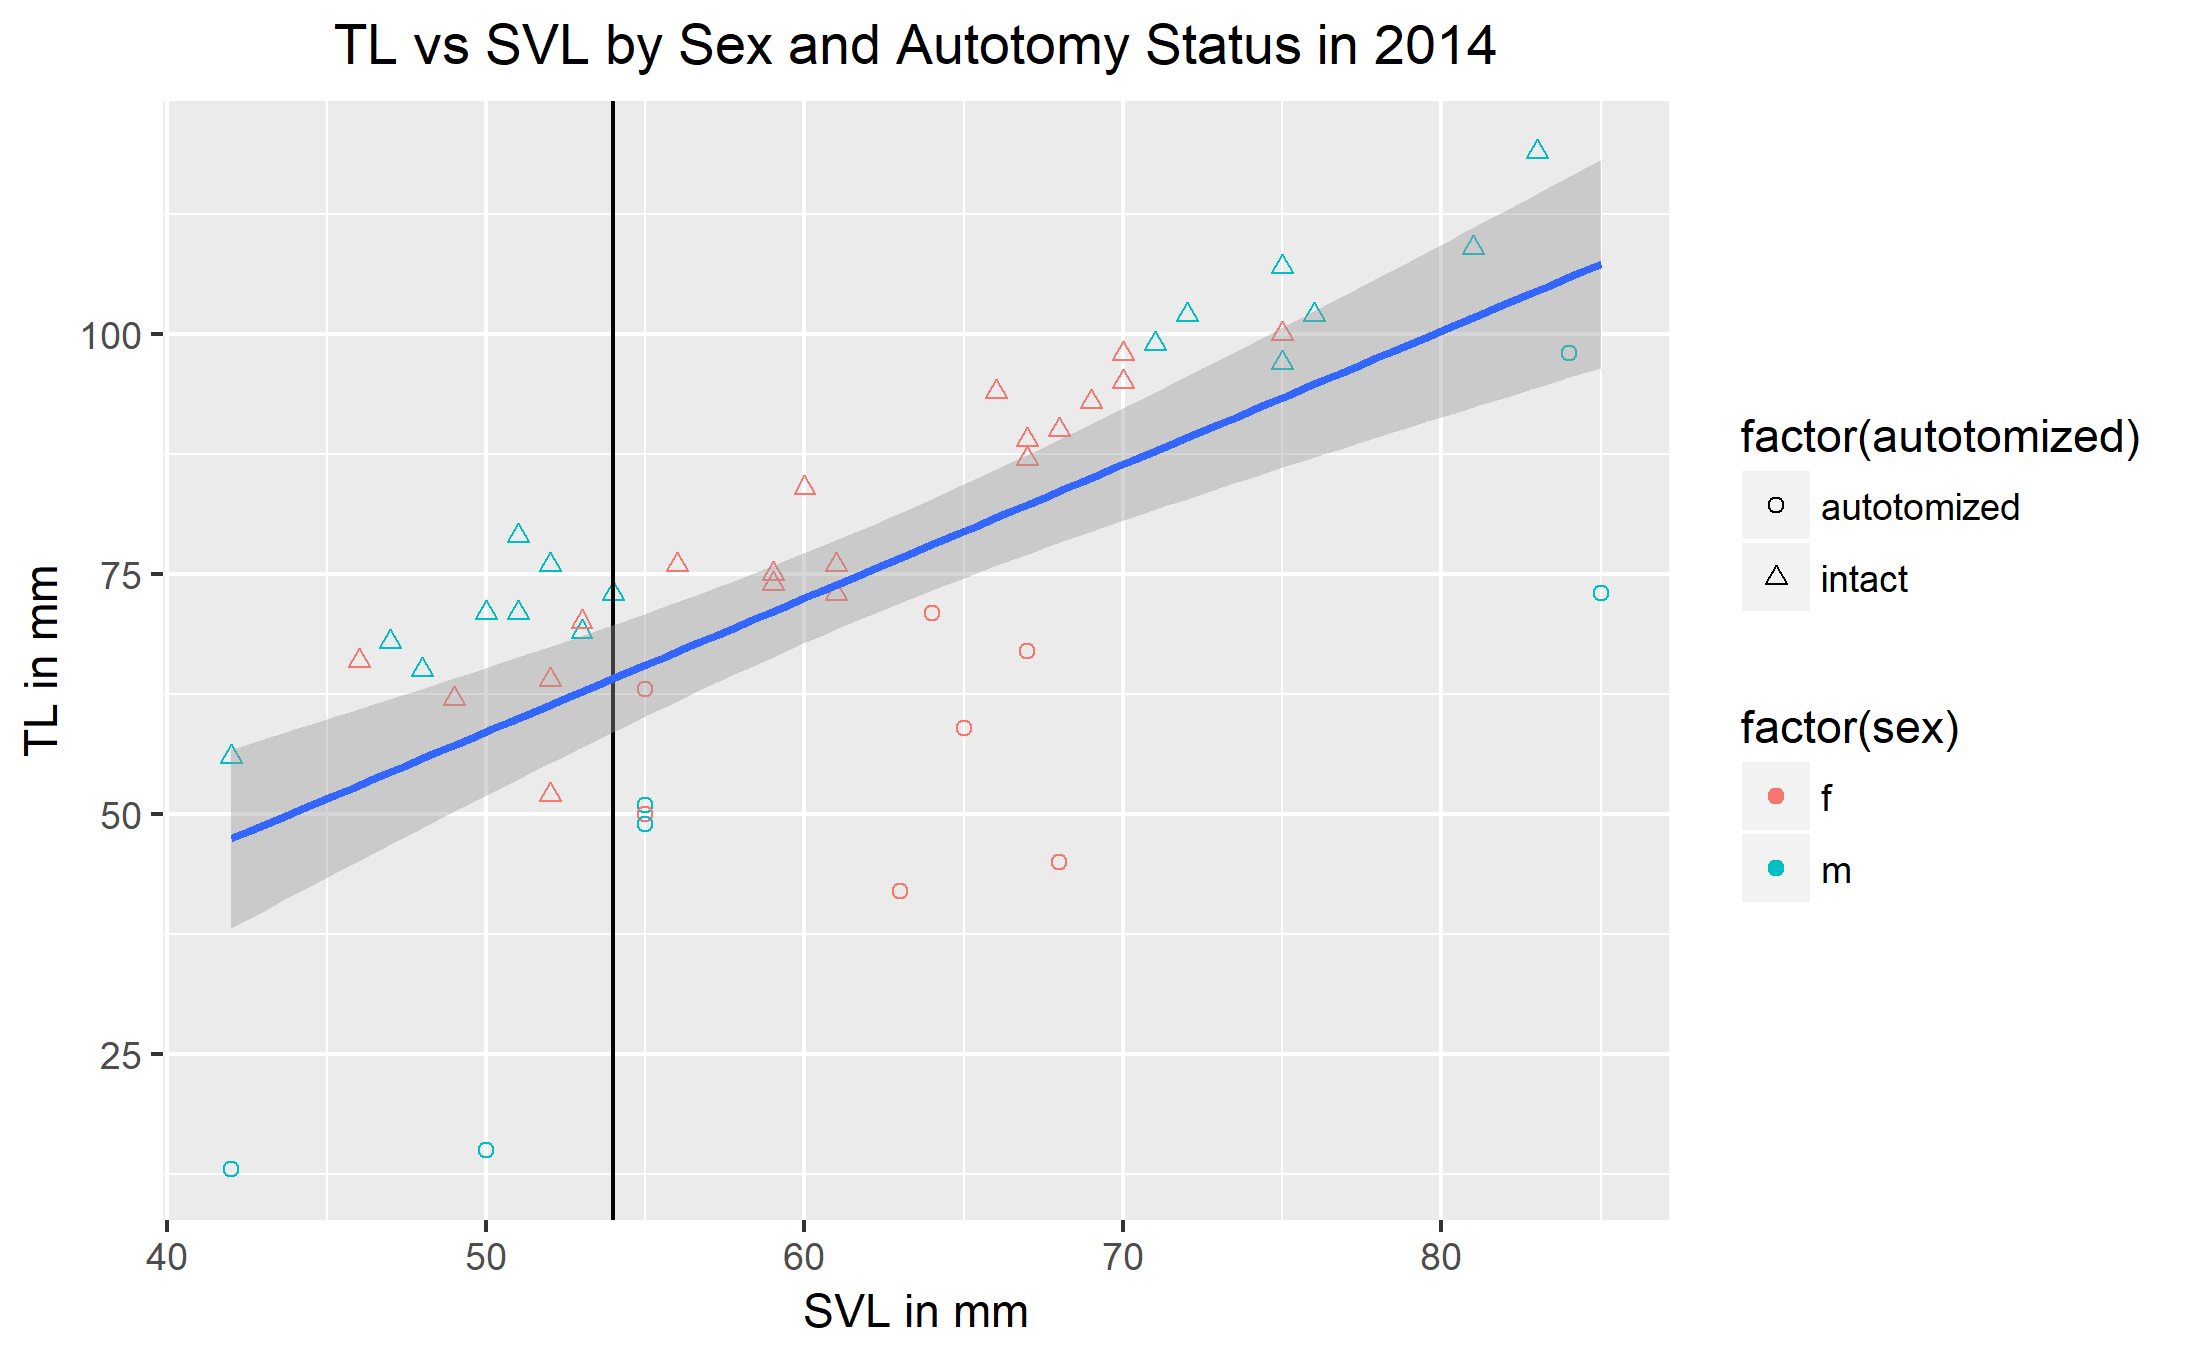 TL vs SVL by Sex and Autotomy Status in 2014
TL in mm
100
75
50
25
40 50 60 70 80
SVL in mm
factor(autotomized)
autotomized
intact
factor(sex)
f
m